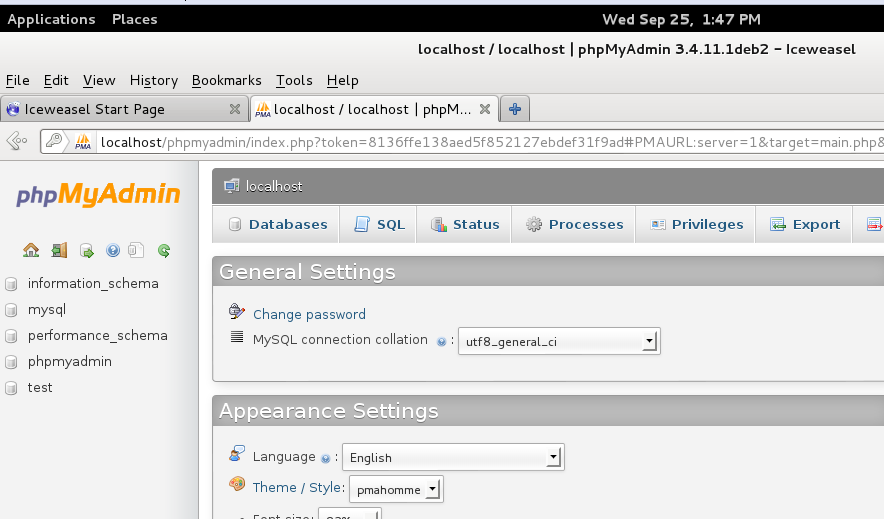 Applications Places Wed Sep 25, 1:47 PM
localhost / localhost | phpMyAdmin 3.4.11.1deb2 - Iceweasel
File Edit View History Bookmarks Tools Help
Iceweasel Start Page localhost / localhost | phpM...
PMA localhost/phpmyadmin/index.php?token=8136ffe138aed5f852127ebdef31f9ad#PMAURL:server=1&target=main.php&
phpMyAdmin
localhost
Databases SQL Status Processes Privileges Export
information_schema
mysql
performance_schema
phpmyadmin
test
General Settings
Change password
MySQL connection collation : utf8_general_ci
Appearance Settings
Language : English
Theme / Style: pmahomme